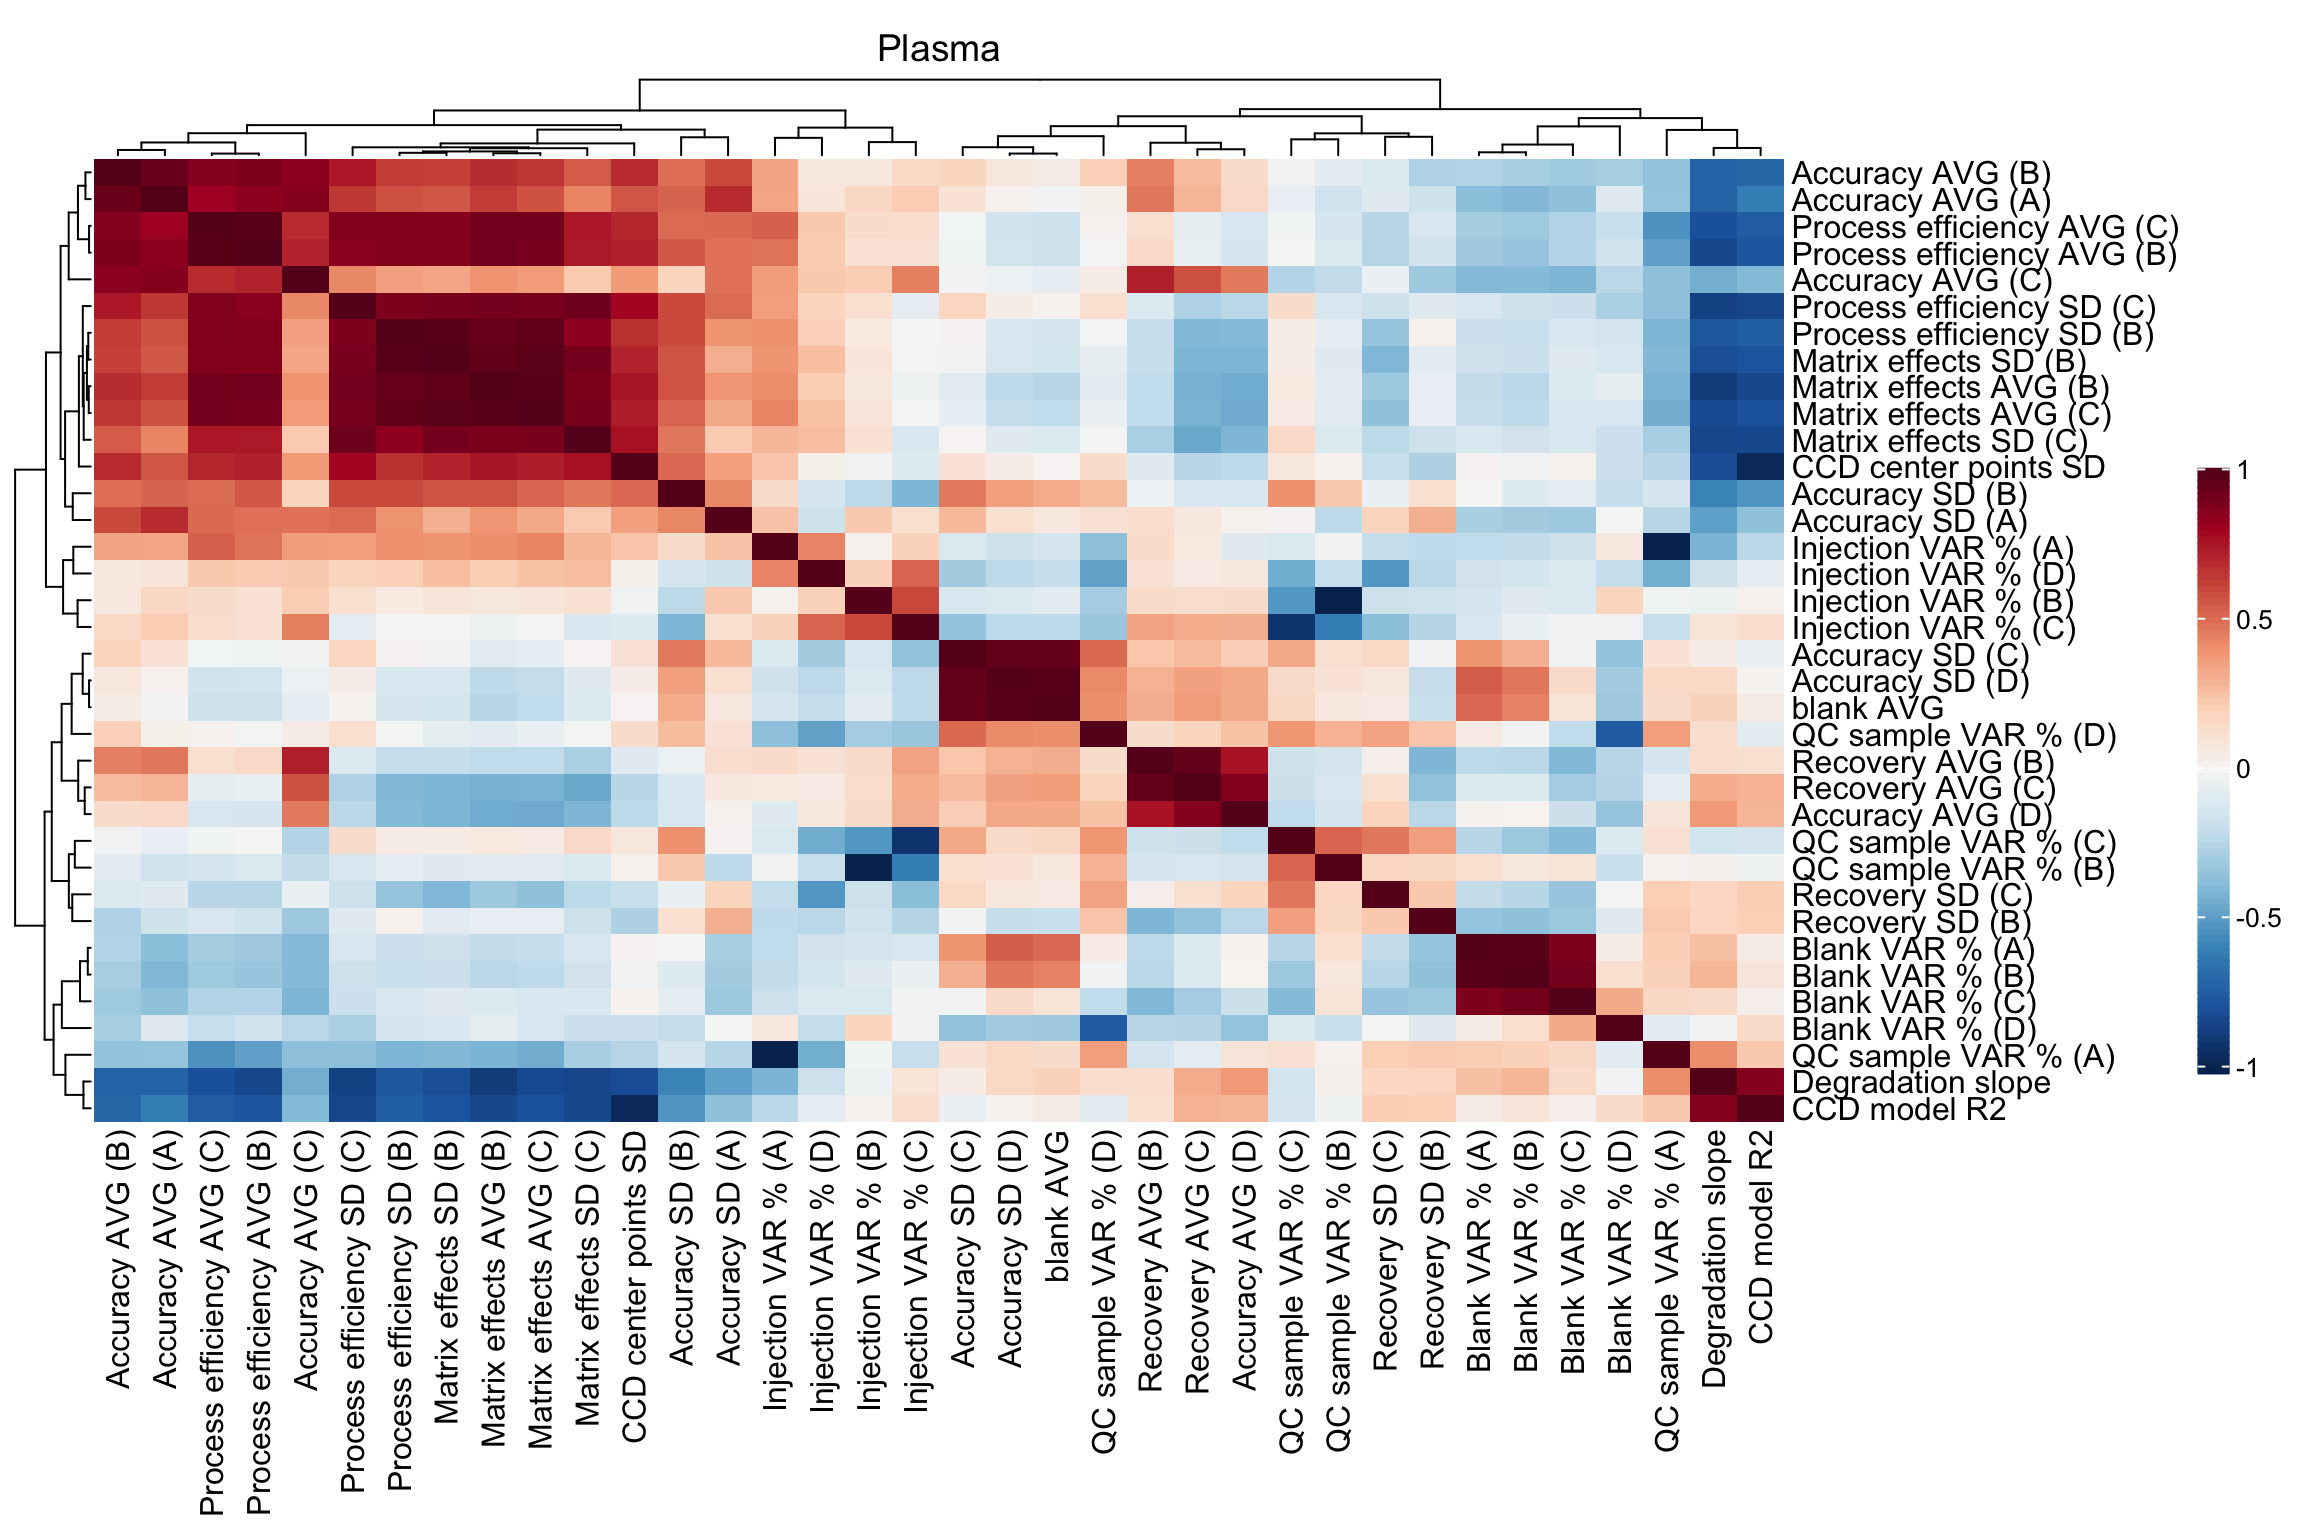 Plasma
Accuracy AVG (B)
Accuracy AVG (A)
Process efficiency AVG (C)
Process efficiency AVG (B)
Accuracy AVG (C)
Process efficiency SD (C)
Process efficiency SD (B)
Matrix effects SD (B)
Matrix effects AVG (B)
Matrix effects AVG (C)
Matrix effects SD (C)
CCD center points SD
Accuracy SD (B)
Accuracy SD (A)
Injection VAR % (A)
Injection VAR % (D)
Injection VAR % (B)
Injection VAR % (C)
Accuracy SD (C)
Accuracy SD (D)
blank AVG
QC sample VAR % (D)
Recovery AVG (B)
Recovery AVG (C)
Accuracy AVG (D)
QC sample VAR % (C)
QC sample VAR % (B)
Recovery SD (C)
Recovery SD (B)
Blank VAR % (A)
Blank VAR % (B)
Blank VAR % (C)
Blank VAR % (D)
QC sample VAR % (A)
Degradation slope
CCD model R2
1
0.5
0
-0.5
-1
Accuracy AVG (B)
Accuracy AVG (A)
Process efficiency AVG (C)
Process efficiency AVG (B)
Accuracy AVG (C)
Process efficiency SD (C)
Process efficiency SD (B)
Matrix effects SD (B)
Matrix effects AVG (B)
Matrix effects AVG (C)
Matrix effects SD (C)
CCD center points SD
Accuracy SD (B)
Accuracy SD (A)
Injection VAR % (A)
Injection VAR % (D)
Injection VAR % (B)
Injection VAR % (C)
Accuracy SD (C)
Accuracy SD (D)
blank AVG
QC sample VAR % (D)
Recovery AVG (B)
Recovery AVG (C)
Accuracy AVG (D)
QC sample VAR % (C)
QC sample VAR % (B)
Recovery SD (C)
Recovery SD (B)
Blank VAR % (A)
Blank VAR % (B)
Blank VAR % (C)
Blank VAR % (D)
QC sample VAR % (A)
Degradation slope
CCD model R2